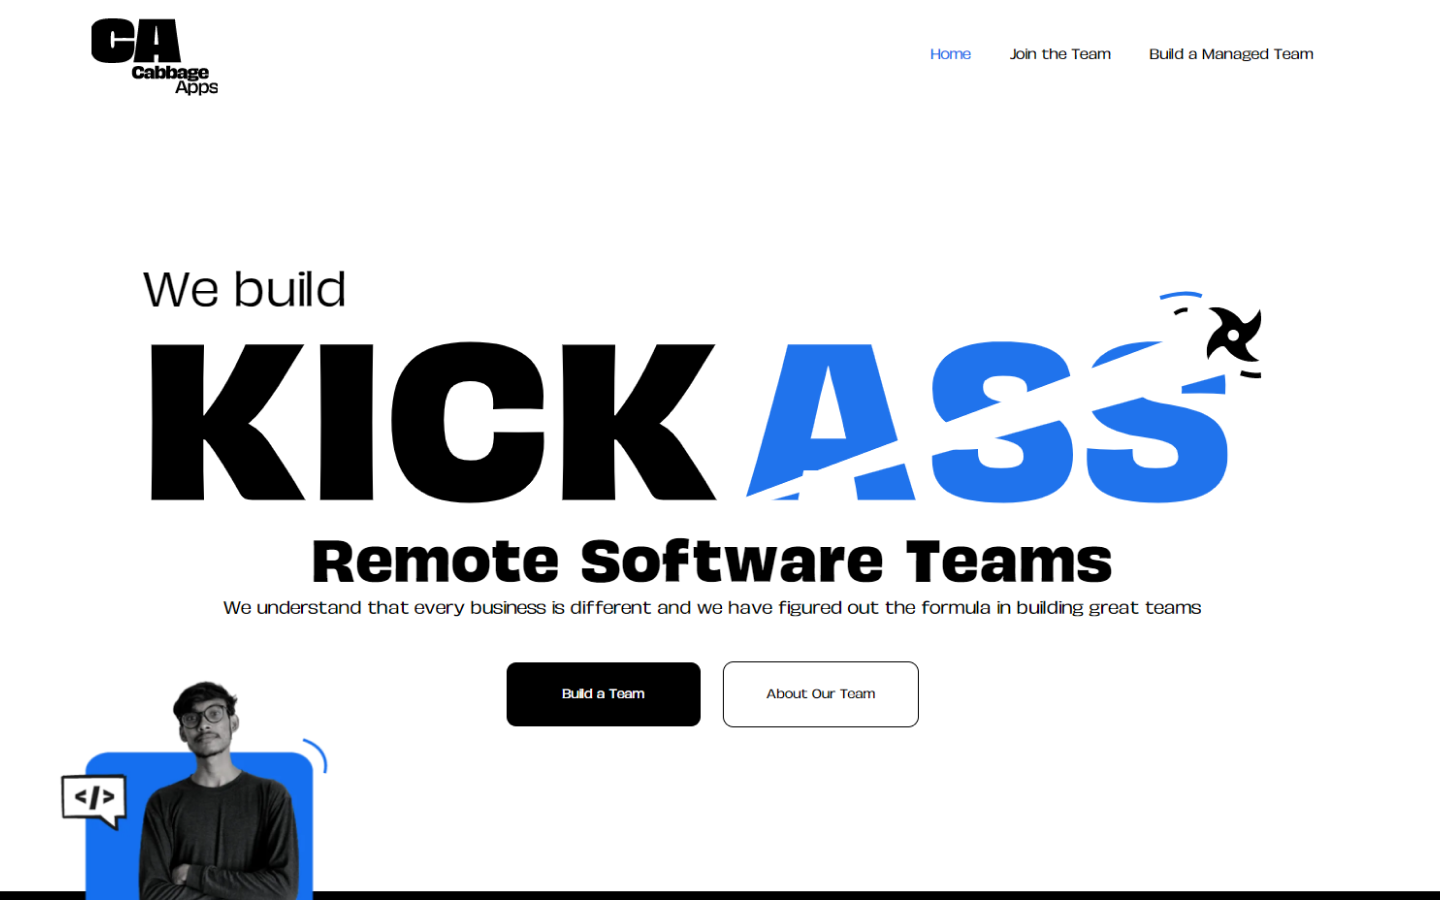 CA
Cabbage
Apps
Home
Join the Team
Build a Managed Team
We build
KICK ASS
Remote Software Teams
We understand that every business is different and we have figured out the formula in building great teams
Build a Team
About Our Team
</>